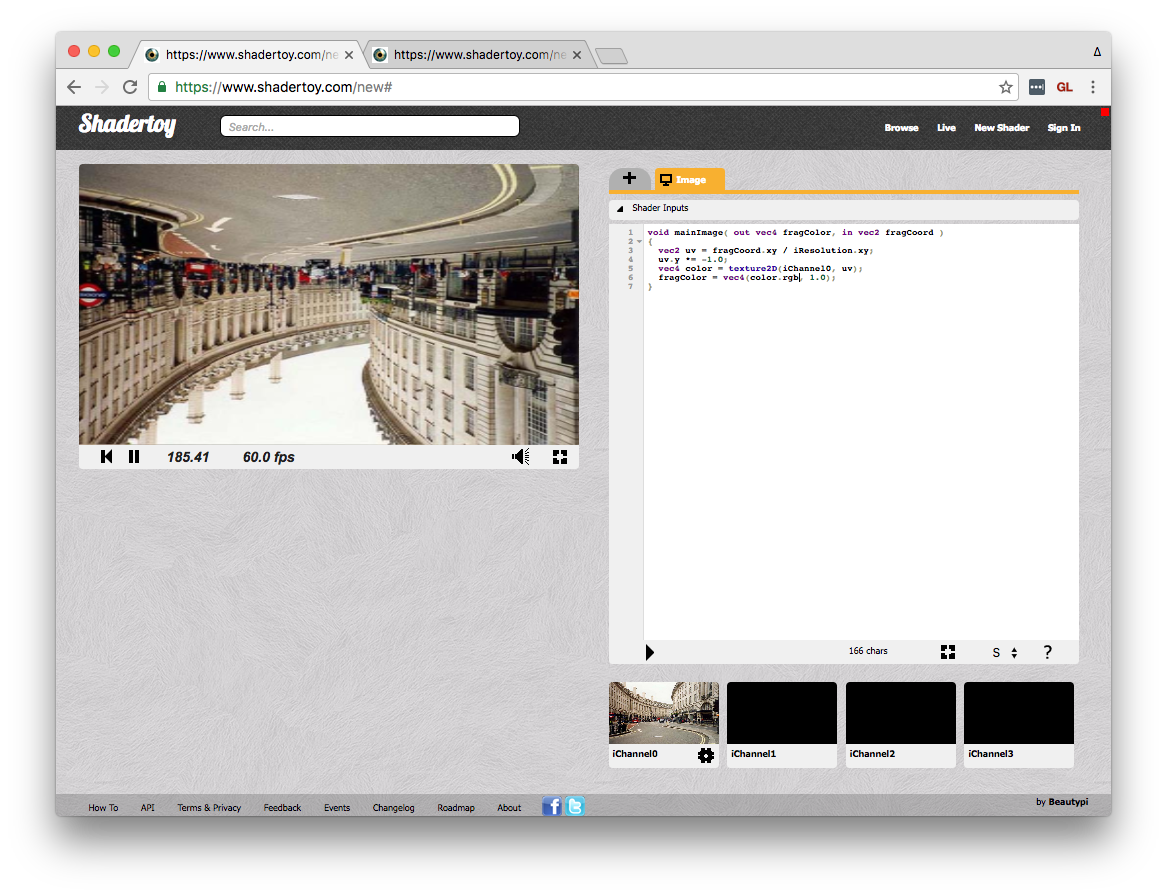 https://www.shadertoy.com/ne
https://www.shadertoy.com/ne
https://www.shadertoy.com/new#
GL
Shadertoy
Search...
Browse Live New Shader Sign In
+ Image
Shader Inputs
1 void mainImage( out vec4 fragColor, in vec2 fragCoord )
2 {
3 vec2 uv = fragCoord.xy / iResolution.xy;
4 uv.y *= -1.0;
5 vec4 color = texture2D(iChannel0, uv);
6 fragColor = vec4(color.rgb, 1.0);
7 }
185.41 60.0 fps
166 chars S ?
iChannel0 iChannel1 iChannel2 iChannel3
How To API Terms & Privacy Feedback Events Changelog Roadmap About by Beautypi